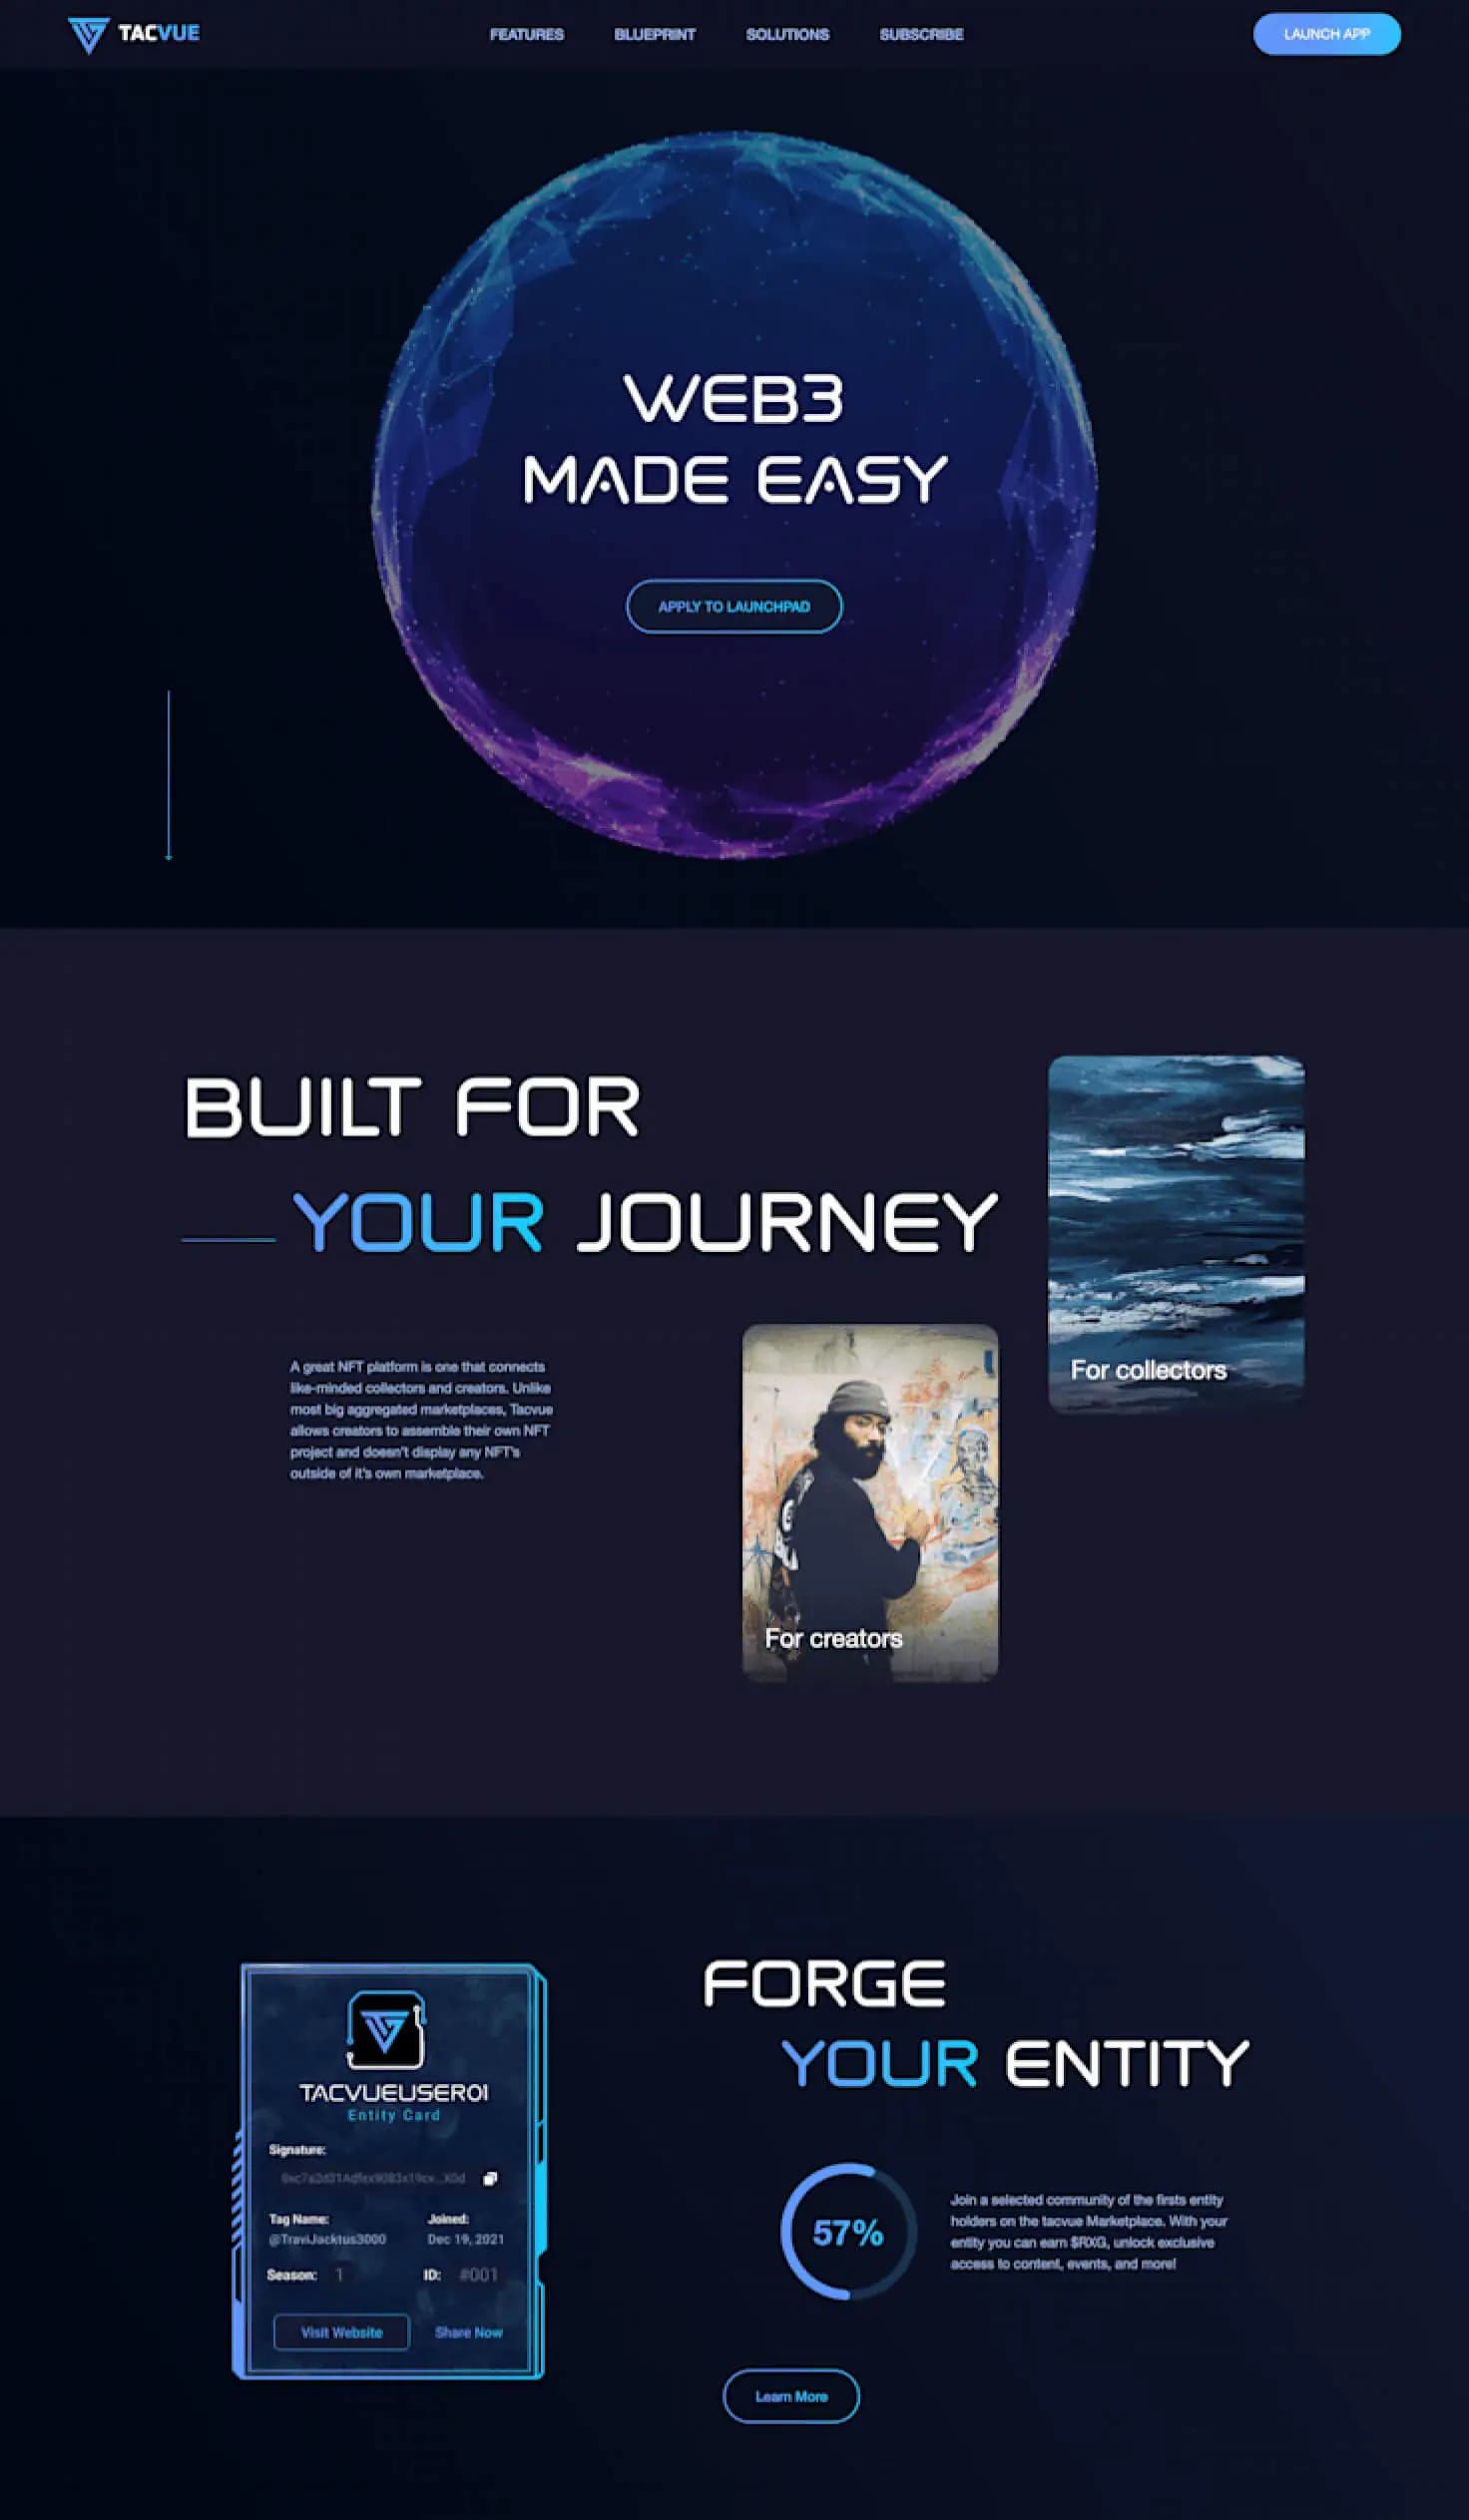 TACVUE
FEATURES
BLUEPRINT
SOLUTIONS
SUBSCRIBE
LAUNCH APP
WEB3
MADE EASY
APPLY TO LAUNCHPAD
BUILT FOR
YOUR JOURNEY
For collectors
A great NFT platform is one that connects
like-minded collectors and creators. Unlike
most big aggregated marketplaces, Tacvue
allows creators to assemble their own NFT
project and doesn't display any NFT's
outside of it's own marketplace.
For creators
FORGE
YOUR ENTITY
TACVUEUSER01
Entity Card
Signature:
Tag Name:
Joined:
@TraviJacktus3000
Dec 19, 2021
Season: 1
ID: #001
Visit Website
Share Now
57%
Join a selected community of the firsts entity
holders on the tacvue Marketplace. With your
entity you can earn $RXG, unlock exclusive
access to content, events, and more!
Learn More